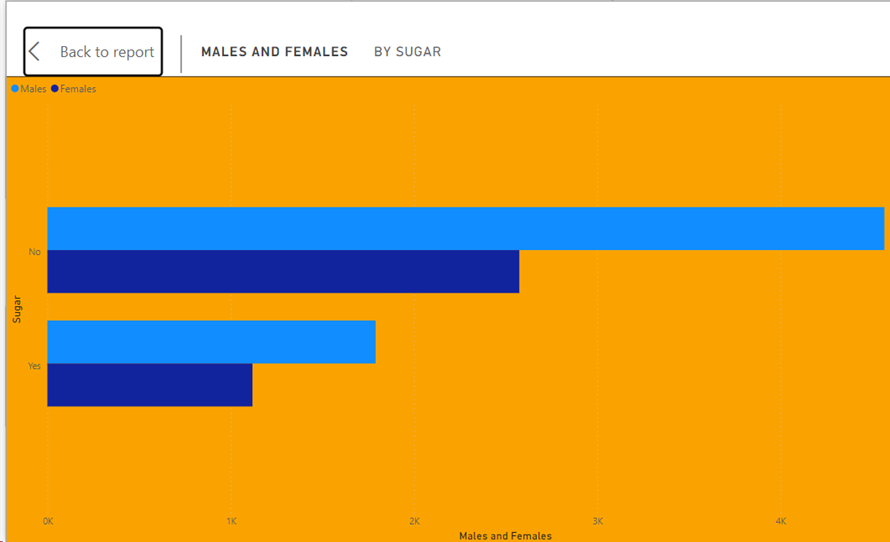 Back to report
MALES AND FEMALES BY SUGAR
Males Females
No
Sugar
Yes
0K 1K 2K 3K 4K
Males and Females